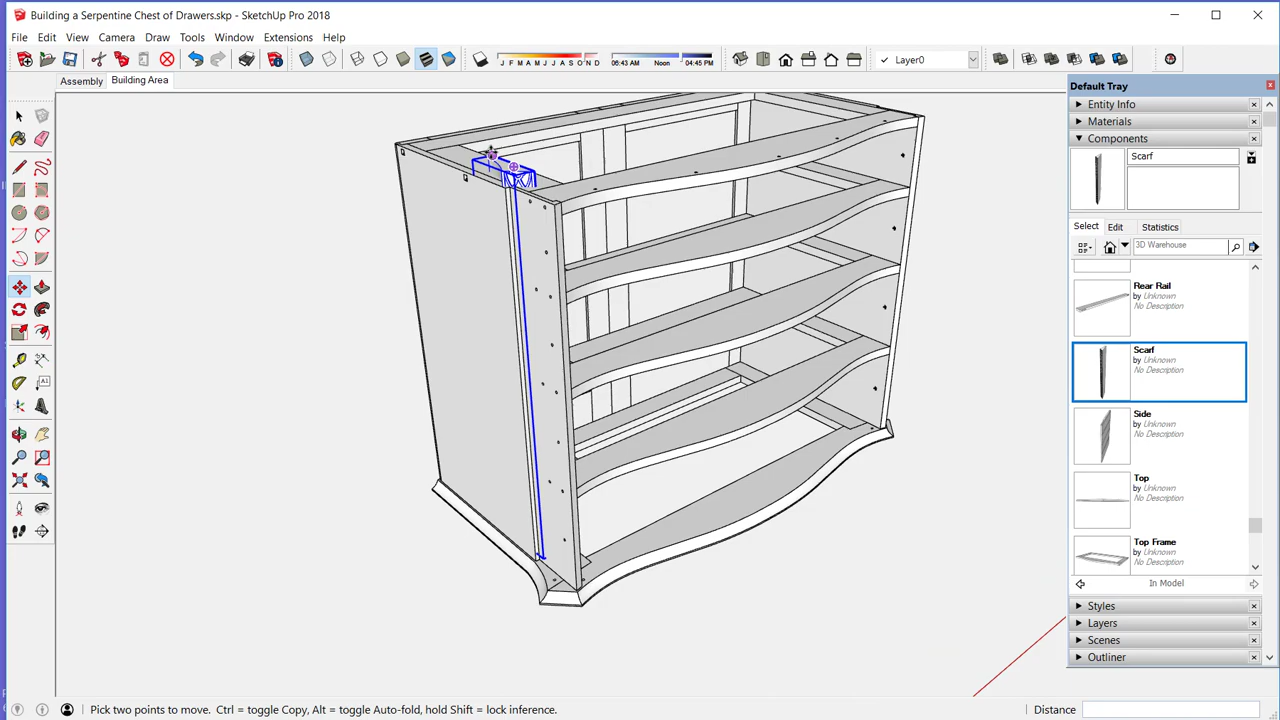 Building a Serpentine Chest of Drawers.skp - SketchUp Pro 2018
File Edit View Camera Draw Tools Window Extensions Help
J F M A M J J A S O N D 06:43 AM Noon 04:45 PM Layer0
Assembly Building Area
Default Tray
Entity Info
Materials
Components
Scarf
Select Edit Statistics
3D Warehouse
Rear Rail
by Unknown
No Description
Scarf
by Unknown
No Description
Side
by Unknown
No Description
Top
by Unknown
No Description
Top Frame
by Unknown
No Description
In Model
Styles
Layers
Scenes
Outliner
A1
Pick two points to move. Ctrl = toggle Copy, Alt = toggle Auto-fold, hold Shift = lock inference. Distance